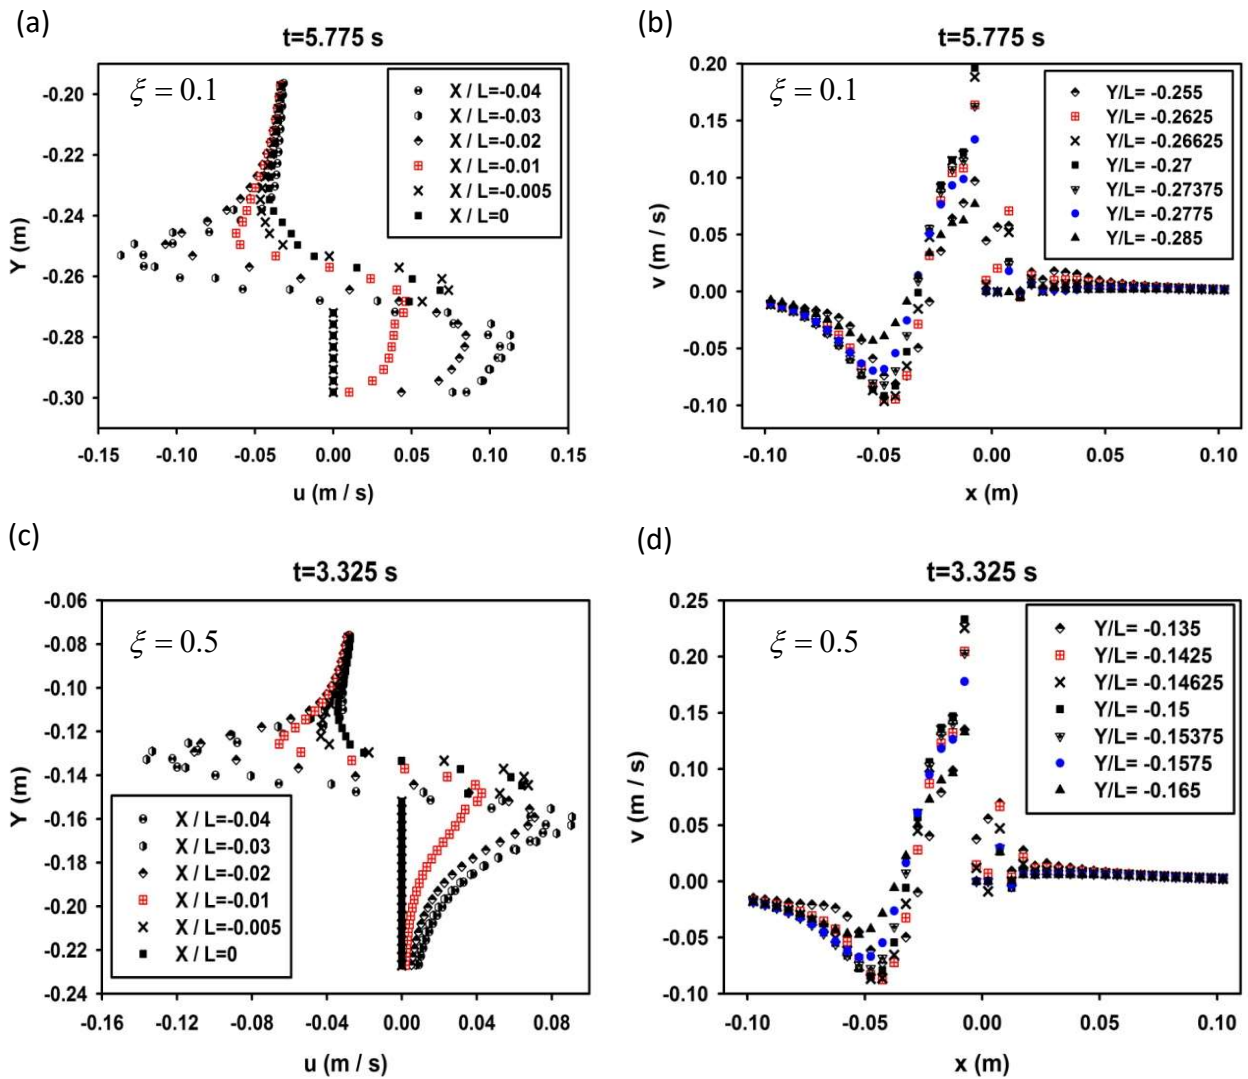 (a)
t=5.775 s
ξ = 0.1
X / L=-0.04
X / L=-0.03
X / L=-0.02
X / L=-0.01
X / L=-0.005
X / L=0
Y (m)
-0.20
-0.22
-0.24
-0.26
-0.28
-0.30
-0.15 -0.10 -0.05 0.00 0.05 0.10 0.15
u (m / s)
(b)
t=5.775 s
ξ = 0.1
Y/L= -0.255
Y/L= -0.2625
Y/L= -0.26625
Y/L= -0.27
Y/L= -0.27375
Y/L= -0.2775
Y/L= -0.285
v (m / s)
0.20
0.15
0.10
0.05
0.00
-0.05
-0.10
-0.10 -0.05 0.00 0.05 0.10
x (m)
(c)
t=3.325 s
ξ = 0.5
Y (m)
-0.06
-0.08
-0.10
-0.12
-0.14
-0.16
-0.18
-0.20
-0.22
-0.24
X / L=-0.04
X / L=-0.03
X / L=-0.02
X / L=-0.01
X / L=-0.005
X / L=0
-0.16 -0.12 -0.08 -0.04 0.00 0.04 0.08
u (m / s)
(d)
t=3.325 s
ξ = 0.5
Y/L= -0.135
Y/L= -0.1425
Y/L= -0.14625
Y/L= -0.15
Y/L= -0.15375
Y/L= -0.1575
Y/L= -0.165
v (m / s)
0.25
0.20
0.15
0.10
0.05
0.00
-0.05
-0.10
-0.10 -0.05 0.00 0.05 0.10
x (m)